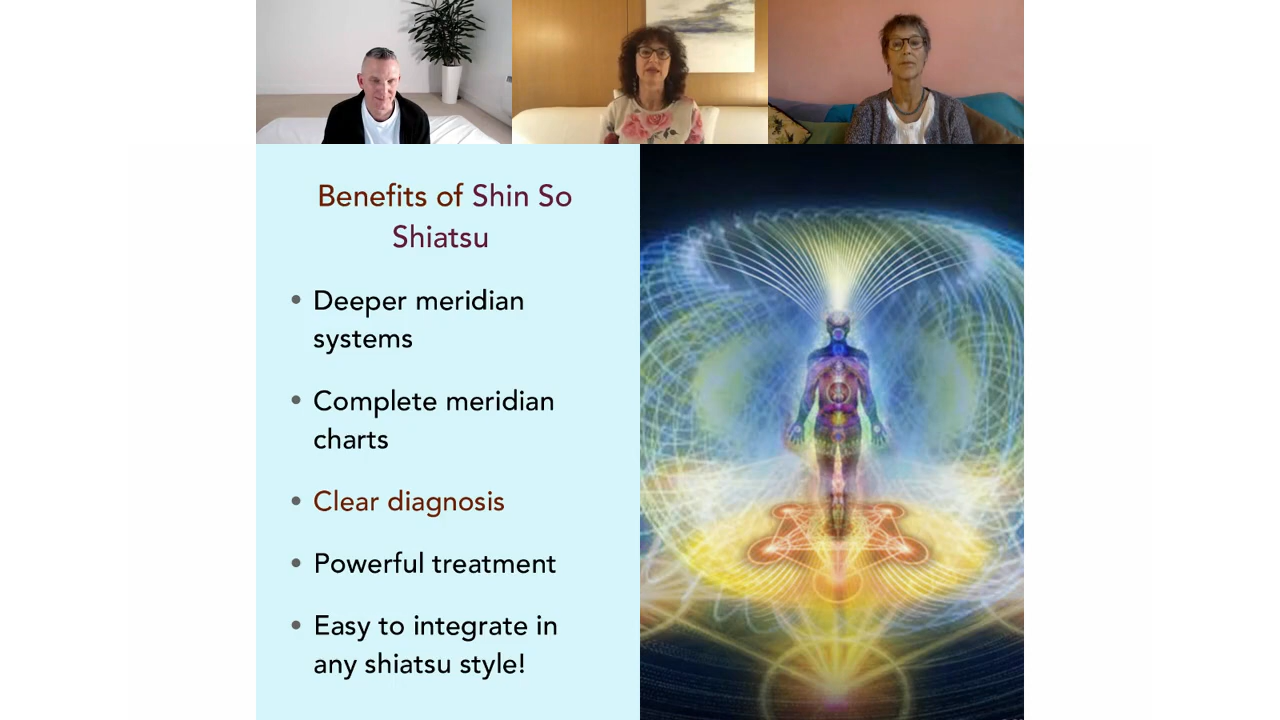 Benefits of Shin So
Shiatsu
• Deeper meridian
systems
• Complete meridian
charts
• Clear diagnosis
• Powerful treatment
• Easy to integrate in
any shiatsu style!